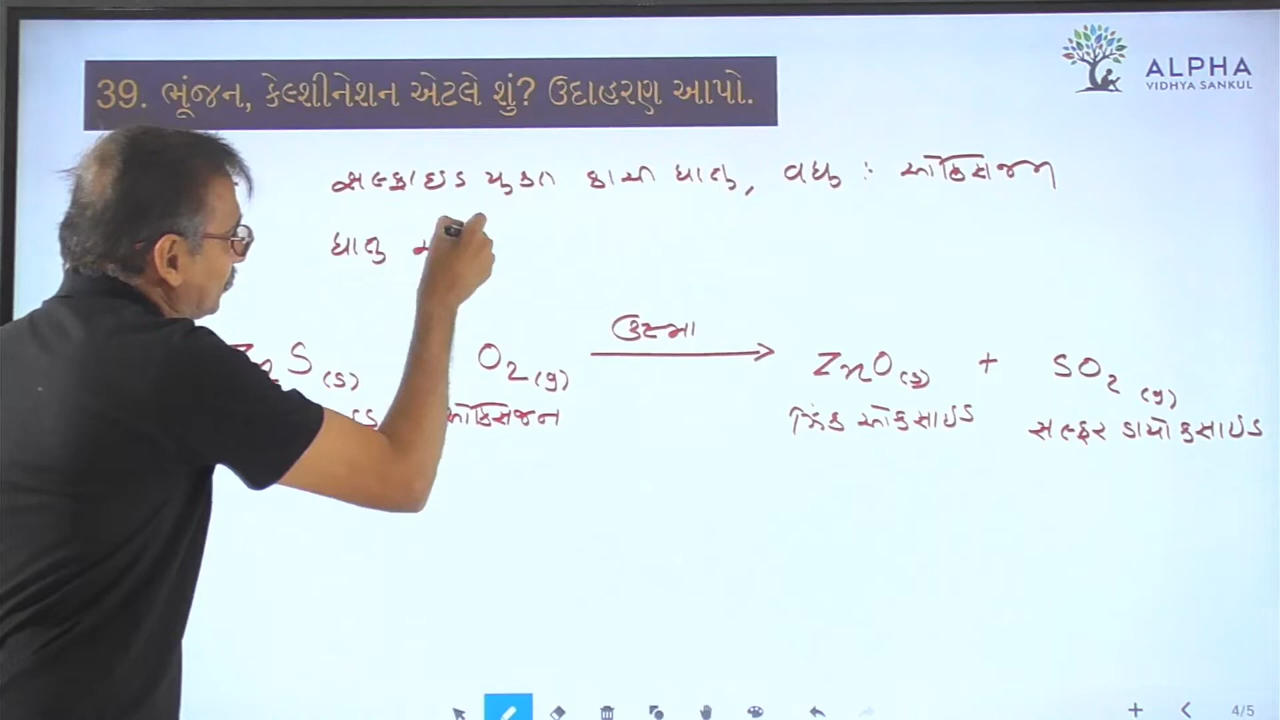 39. ભૂંજન, કેલ્શીનેશન એટલે શું? ઉદાહરણ આપો.
ALPHA
VIDHYA SANKUL
સલ્ફાઇડ યુક્ત કાચી ધાતુ, વધુ : ઓક્સિજન
ધાતુ
ઉષ્મા
S(s) O2(g) → ZnO(s) + SO2(g)
ઓક્સિજન ઝિંક ઓક્સાઇડ સલ્ફર ડાયોક્સાઇડ
4/5